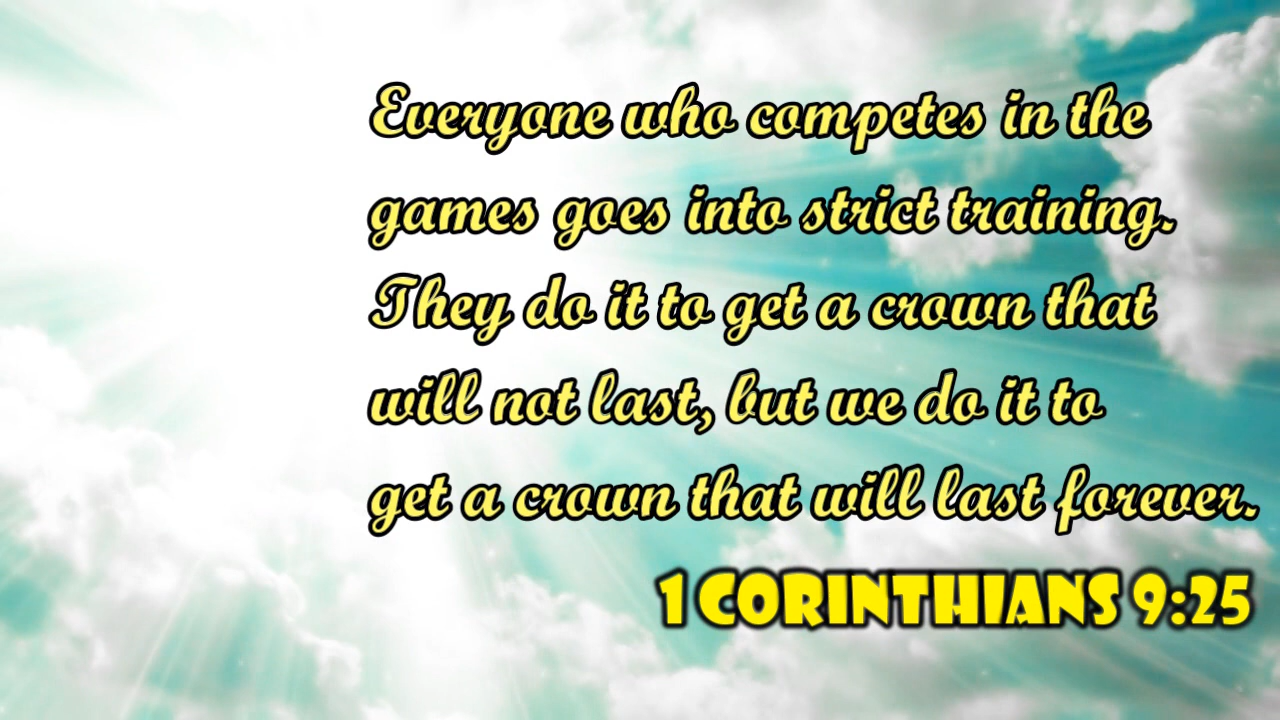 Everyone who competes in the
games goes into strict training.
They do it to get a crown that
will not last, but we do it to
get a crown that will last forever.
1 CORINTHIANS 9:25